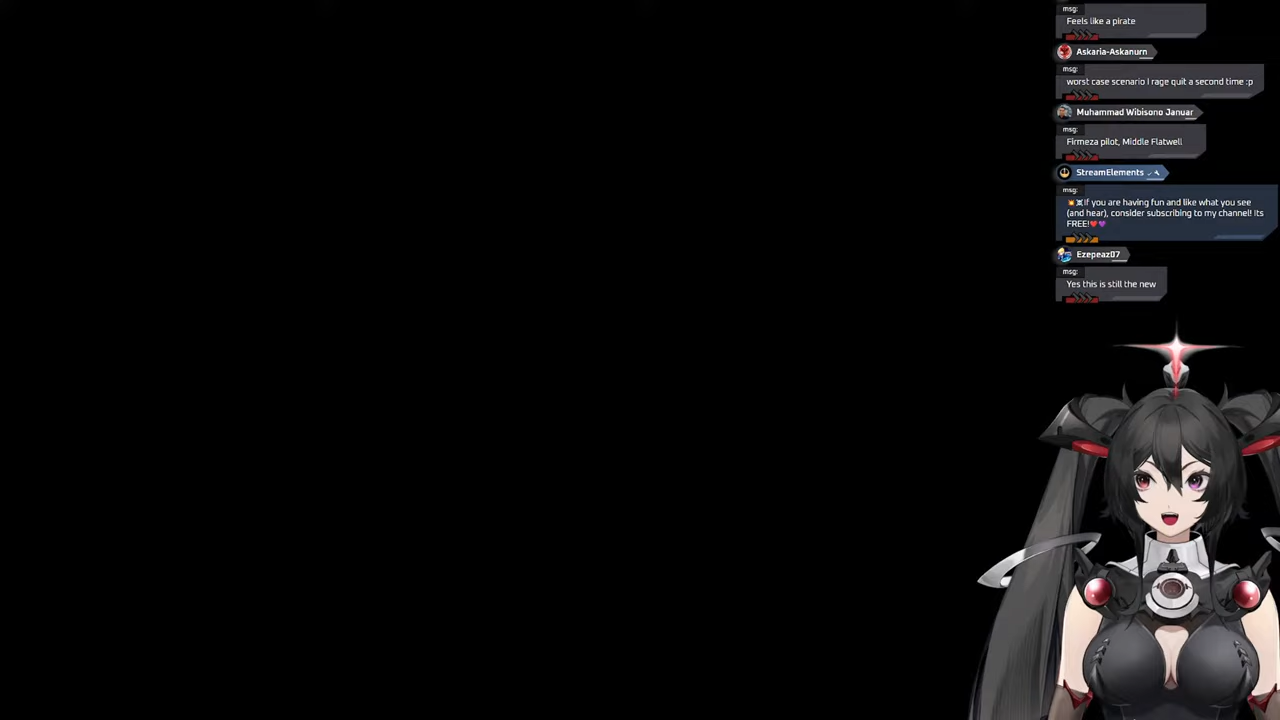 msg:
Feels like a pirate
Askaria-Askanurn
msg:
worst case scenario I rage quit a second time :p
Muhammad Wibisono Januar
msg:
Firmeza pilot, Middle Flatwell
StreamElements
msg:
💥☠️If you are having fun and like what you see
(and hear), consider subscribing to my channel! Its
FREE!❤️💜
Ezepeaz07
msg:
Yes this is still the new